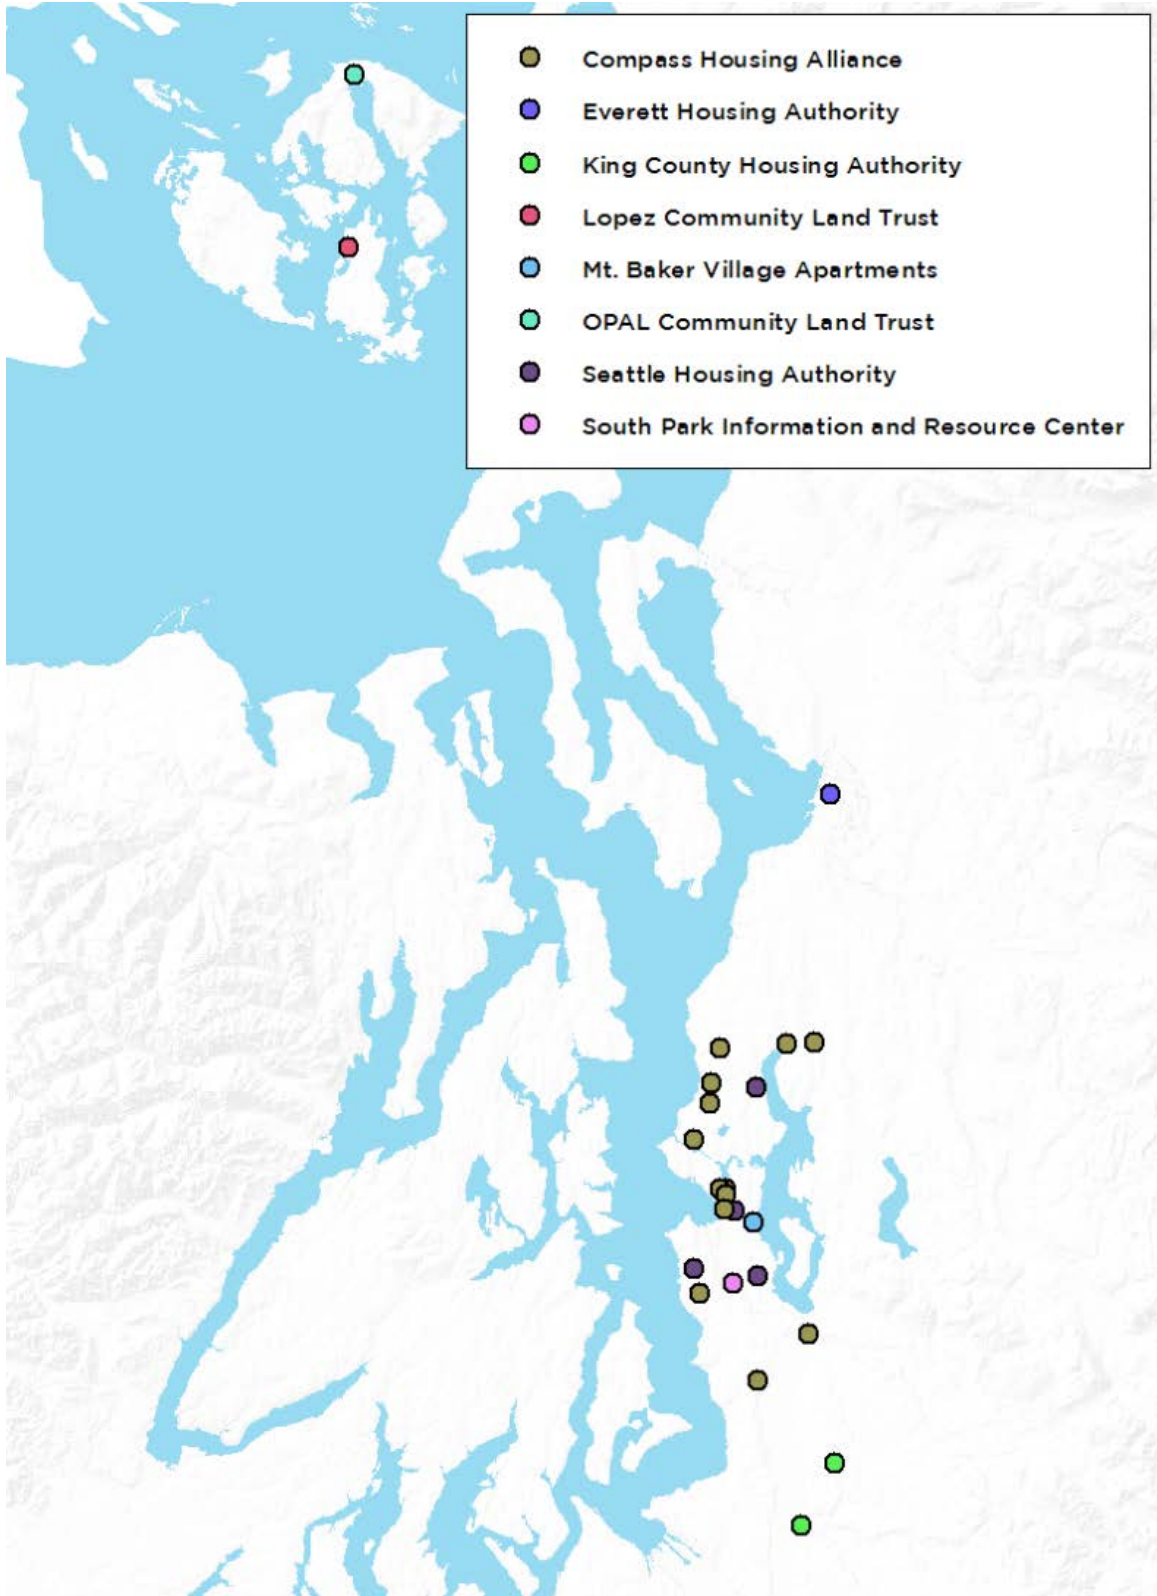 Compass Housing Alliance
Everett Housing Authority
King County Housing Authority
Lopez Community Land Trust
Mt. Baker Village Apartments
OPAL Community Land Trust
Seattle Housing Authority
South Park Information and Resource Center